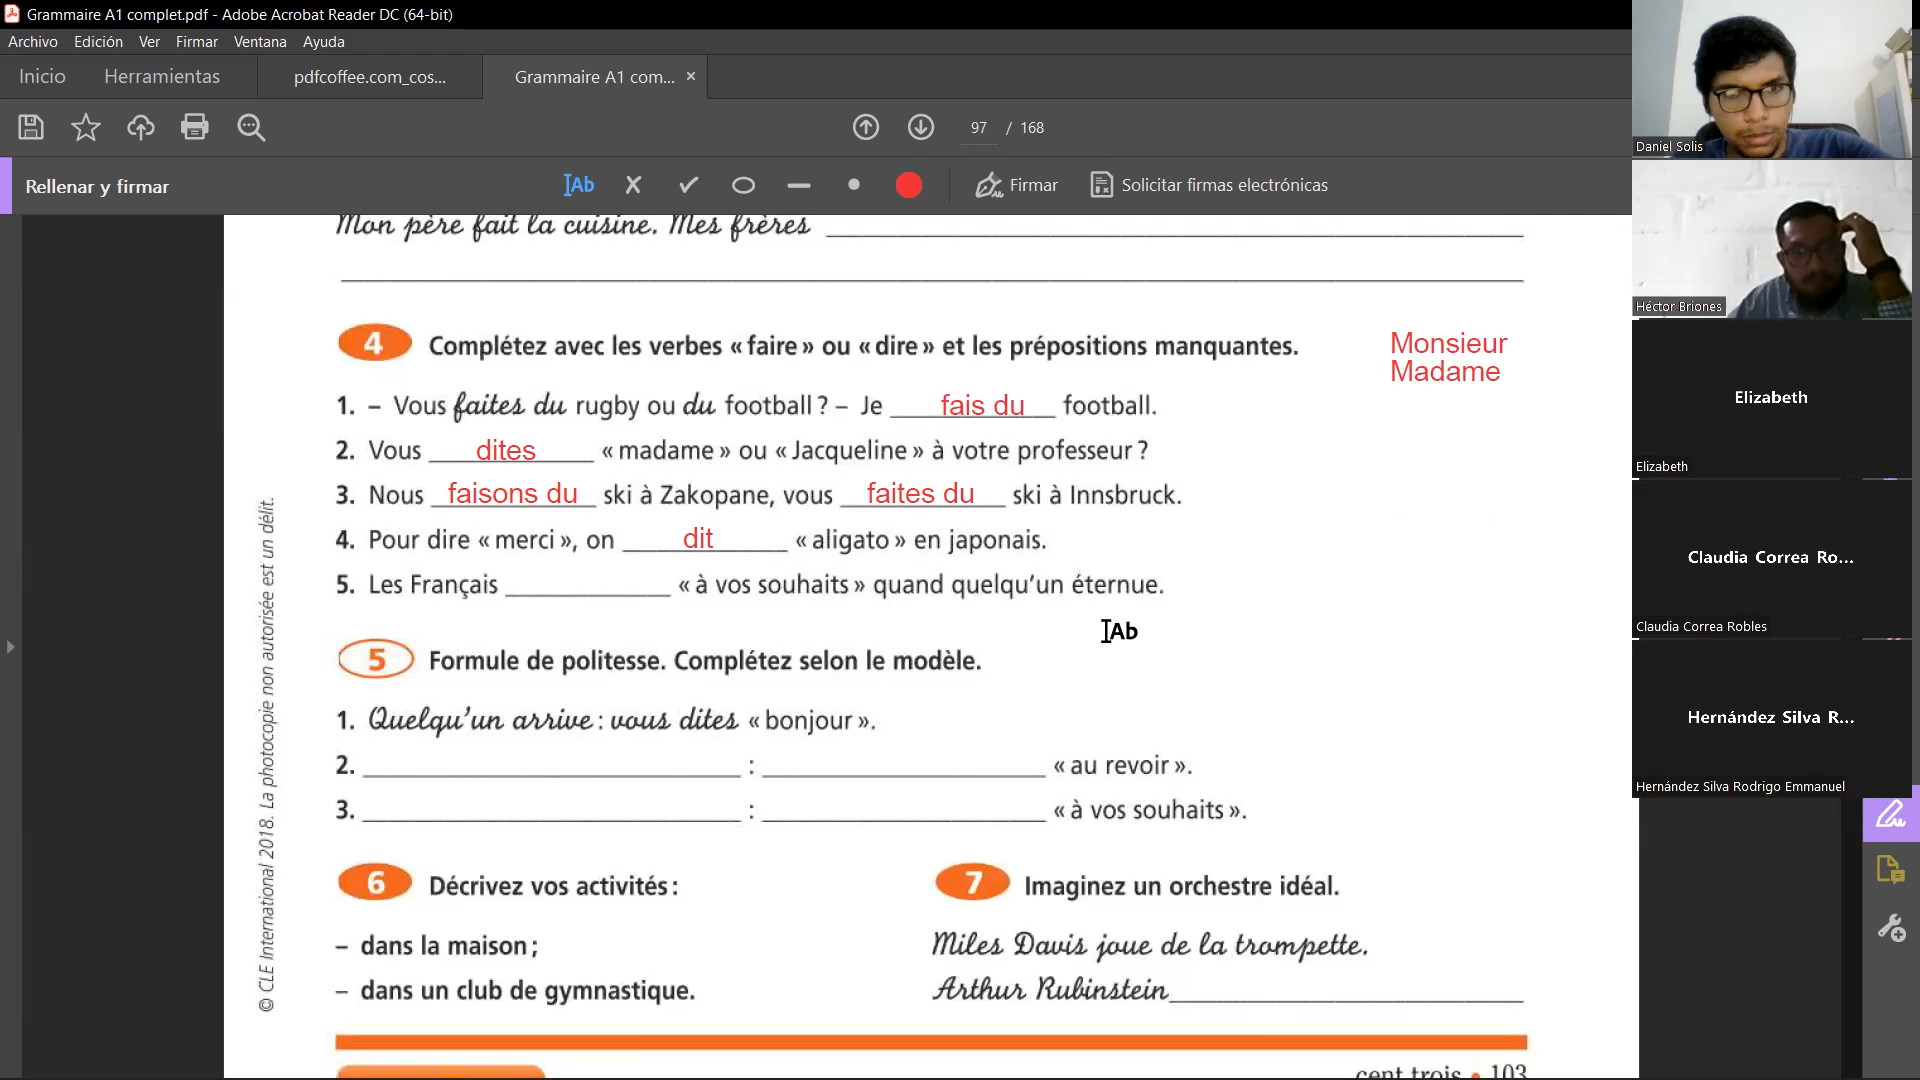 Grammaire A1 complet.pdf - Adobe Acrobat Reader DC (64-bit)
Archivo Edición Ver Firmar Ventana Ayuda
Inicio Herramientas pdfcoffee.com_cos... Grammaire A1 com... ×
97 / 168
Rellenar y firmar Ab Firmar Solicitar firmas electrónicas
Mon père fait la cuisine. Mes frères
4 Complétez avec les verbes « faire » ou « dire » et les prépositions manquantes.
Monsieur
Madame
1. – Vous faites du rugby ou du football ? – Je fais du football.
2. Vous dites « madame » ou « Jacqueline » à votre professeur ?
3. Nous faisons du ski à Zakopane, vous faites du ski à Innsbruck.
4. Pour dire « merci », on dit « aligato » en japonais.
5. Les Français ____________ « à vos souhaits » quand quelqu'un éternue.
Ab
5 Formule de politesse. Complétez selon le modèle.
1. Quelqu'un arrive : vous dites « bonjour ».
2. ____________ : ____________ « au revoir ».
3. ____________ : ____________ « à vos souhaits ».
6 Décrivez vos activités :
– dans la maison ;
– dans un club de gymnastique.
7 Imaginez un orchestre idéal.
Miles Davis joue de la trompette.
Arthur Rubinstein____________
cent trois • 103
© CLE International 2018. La photocopie non autorisée est un délit.
Daniel Solis
Héctor Briones
Elizabeth
Elizabeth
Claudia Correa Ro...
Claudia Correa Robles
Hernández Silva R...
Hernández Silva Rodrigo Emmanuel